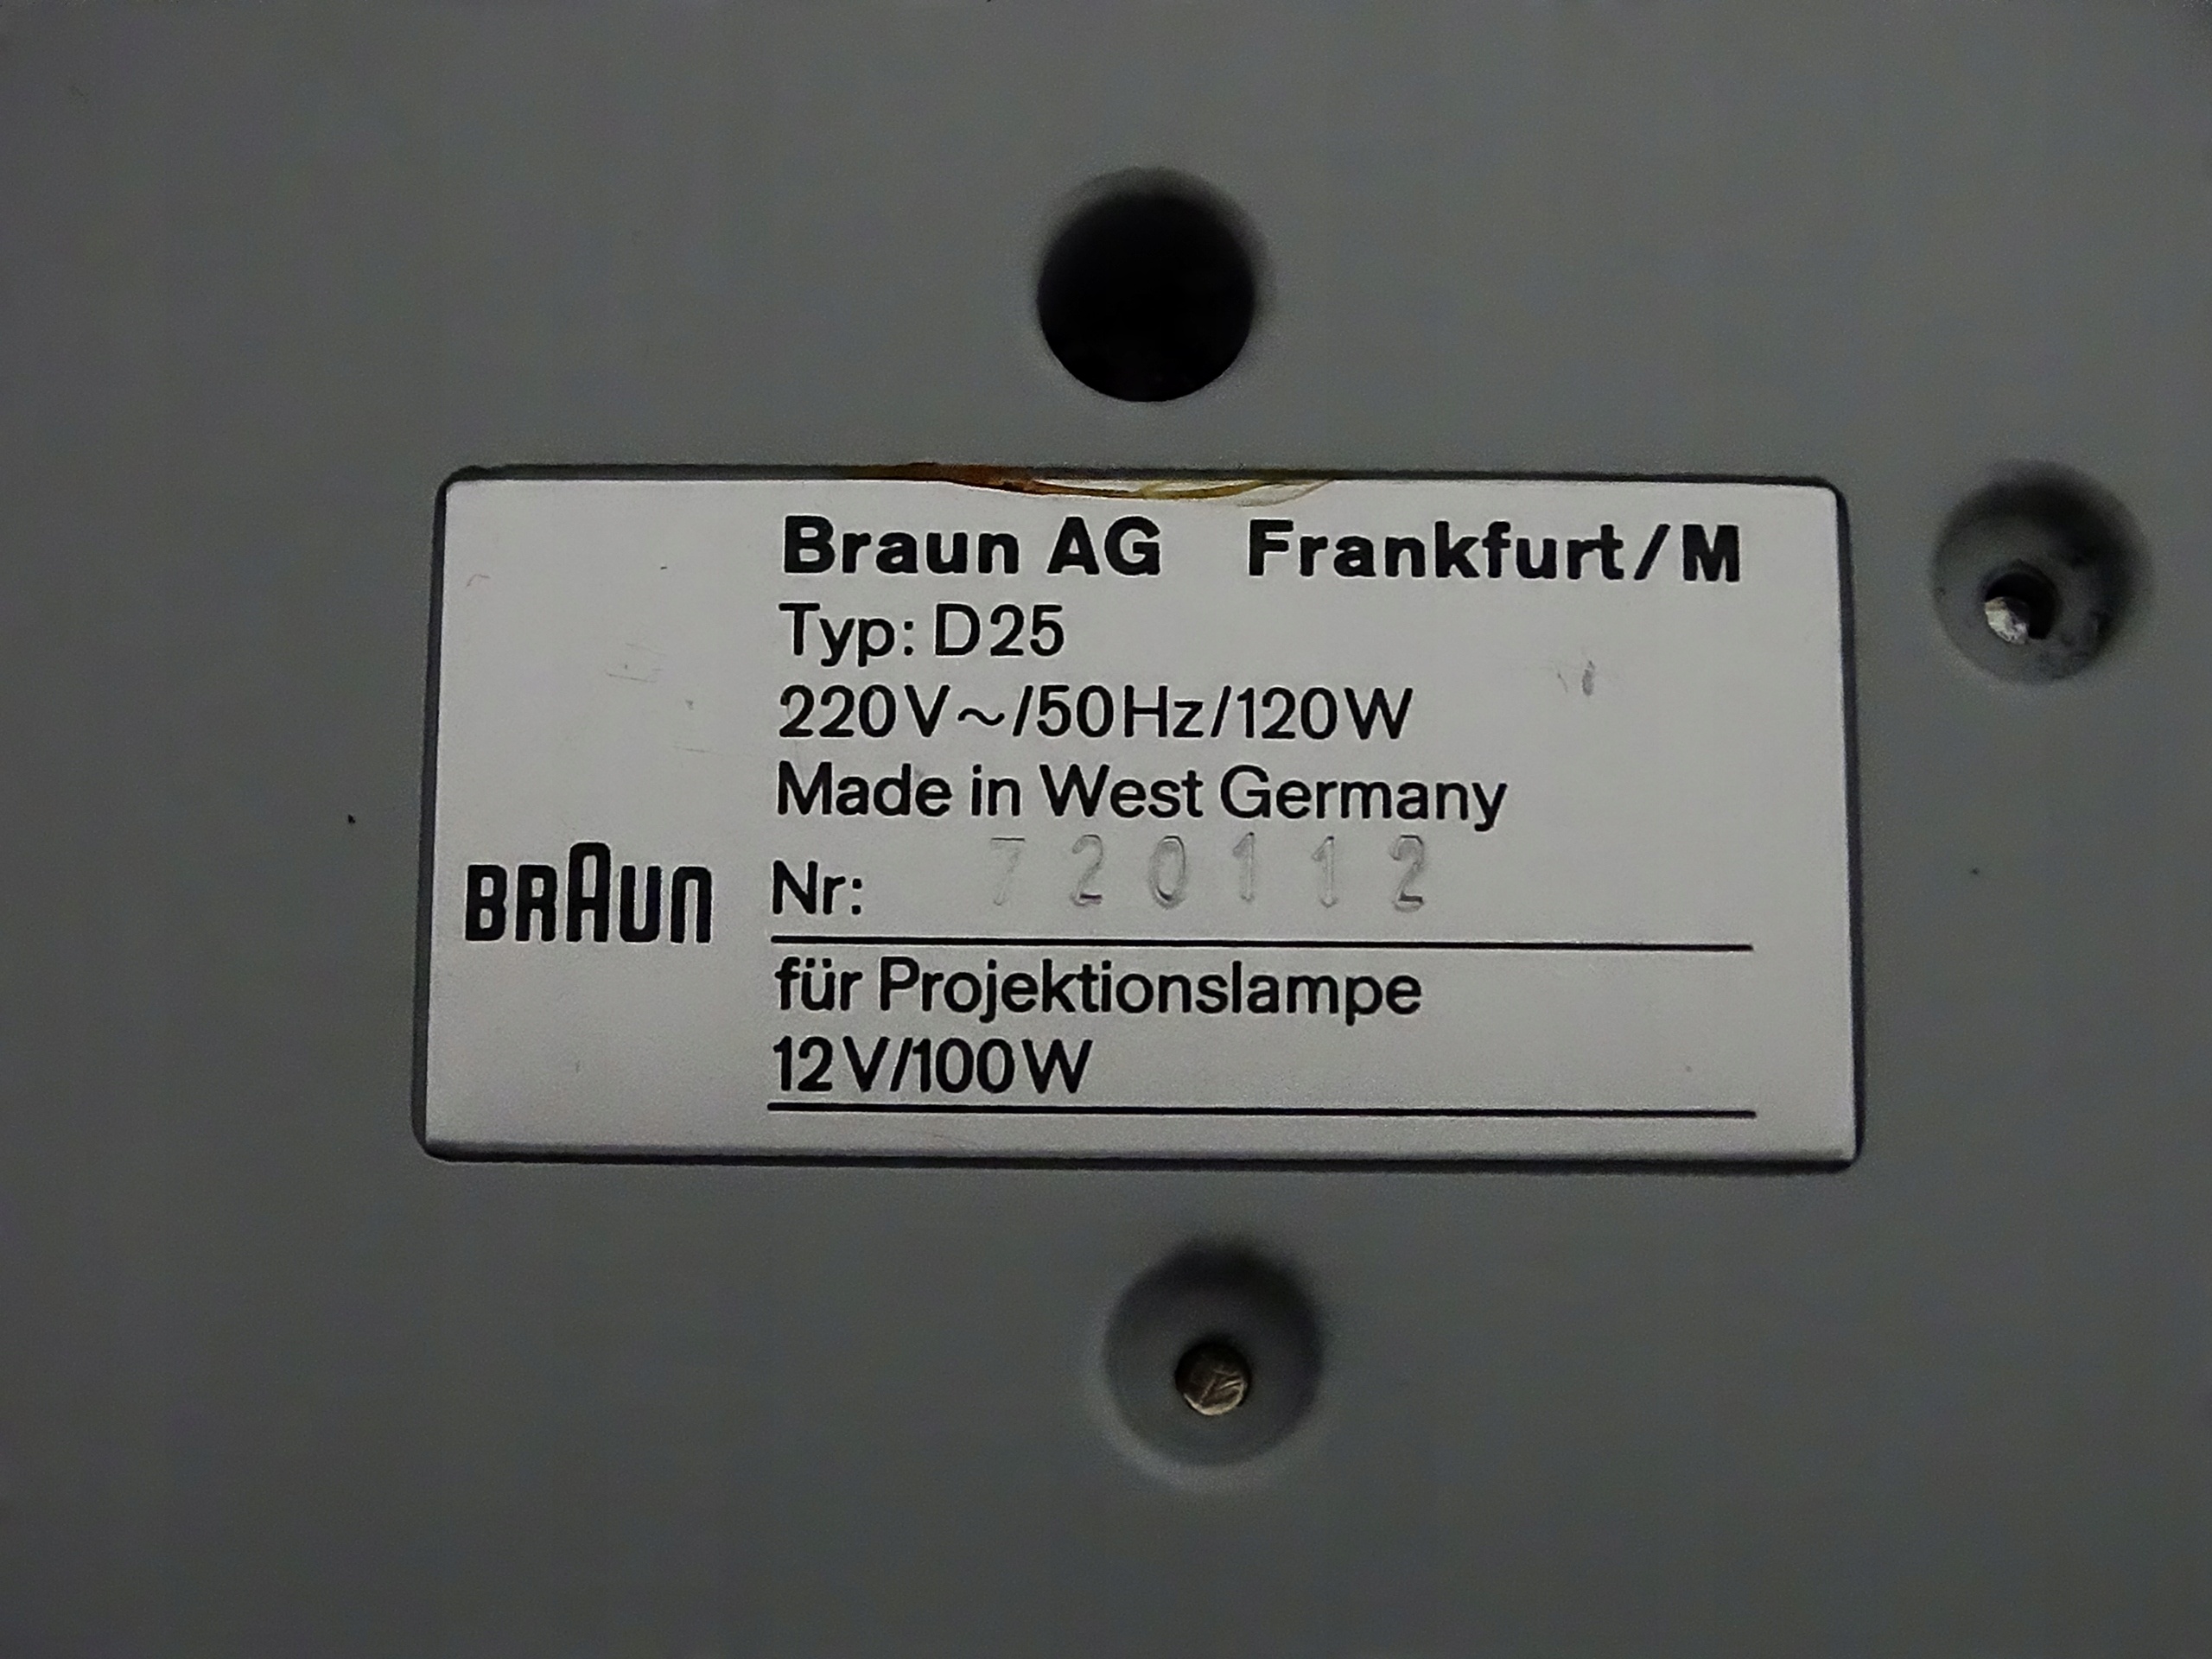 Braun AG Frankfurt/M
Typ: D25
220V~/50Hz/120W
Made in West Germany
BRAUN
Nr: 720112
für Projektionslampe
12V/100W